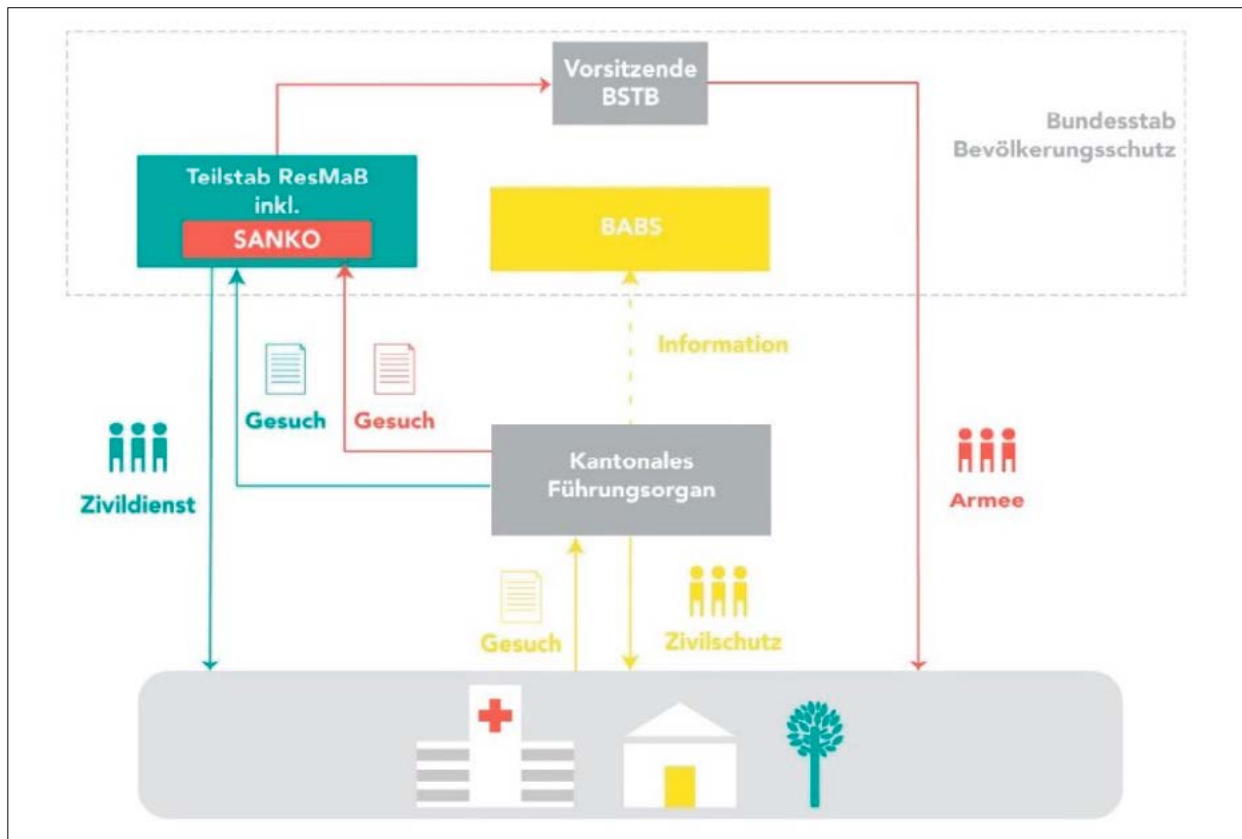 Vorsitzende
BSTB
Bundesstab
Bevölkerungsschutz
Teilstab ResMaB
inkl.
SANKO
BABS
Information
Gesuch
Gesuch
Kantonales
Führungsorgan
Zivildienst
Armee
Gesuch
Zivilschutz